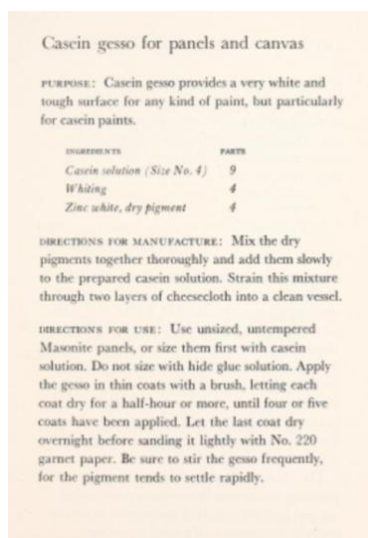 Casein gesso for panels and canvas
PURPOSE: Casein gesso provides a very white and
tough surface for any kind of paint, but particularly
for casein paints.
INGREDIENTS PARTS
Casein solution (Size No. 4) 9
Whiting 4
Zinc white, dry pigment 4
DIRECTIONS FOR MANUFACTURE: Mix the dry
pigments together thoroughly and add them slowly
to the prepared casein solution. Strain this mixture
through two layers of cheesecloth into a clean vessel.
DIRECTIONS FOR USE: Use unsized, untempered
Masonite panels, or size them first with casein
solution. Do not size with hide glue solution. Apply
the gesso in thin coats with a brush, letting each
coat dry for a half-hour or more, until four or five
coats have been applied. Let the last coat dry
overnight before sanding it lightly with No. 220
garnet paper. Be sure to stir the gesso frequently,
for the pigment tends to settle rapidly.